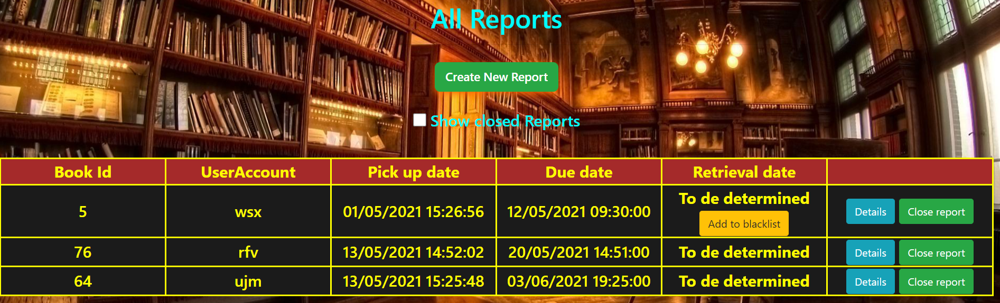 All Reports
Create New Report
Show closed Reports
Book Id UserAccount Pick up date Due date Retrieval date
5 wsx 01/05/2021 15:26:56 12/05/2021 09:30:00 To de determined Add to blacklist Details Close report
76 rfv 13/05/2021 14:52:02 20/05/2021 14:51:00 To de determined Details Close report
64 ujm 13/05/2021 15:25:48 03/06/2021 19:25:00 To de determined Details Close report